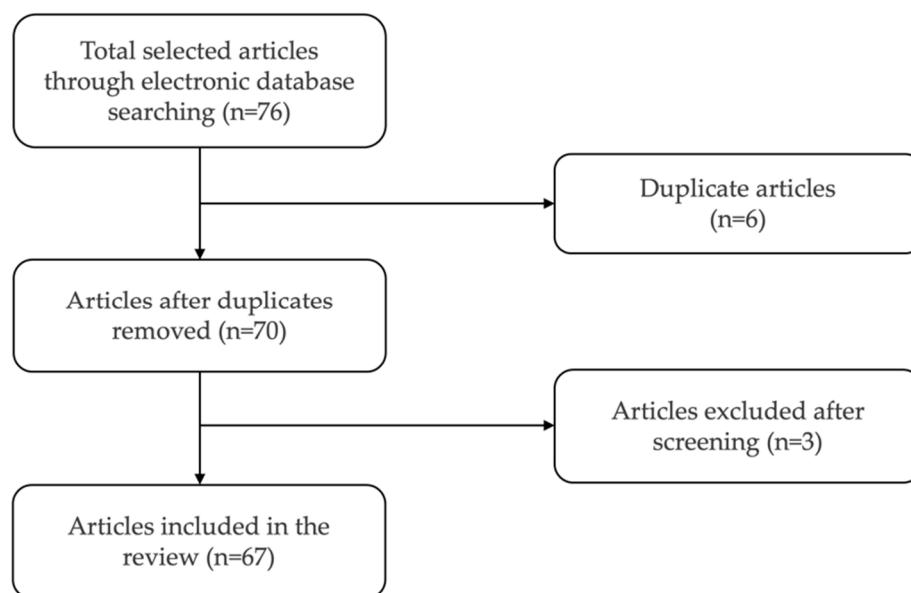 Total selected articles
through electronic database
searching (n=76)
Duplicate articles
(n=6)
Articles after duplicates
removed (n=70)
Articles excluded after
screening (n=3)
Articles included in the
review (n=67)